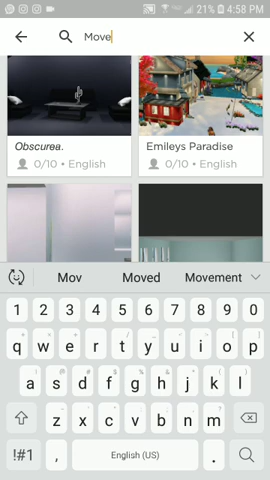 21% 4:58 PM
Move
Obscurea.
Emileys Paradise
0/10 • English
0/10 • English
Mov Moved Movement
1 2 3 4 5 6 7 8 9 0
q w e r t y u i o p
a s d f g h j k l
z x c v b n m
!#1 , English (US) .